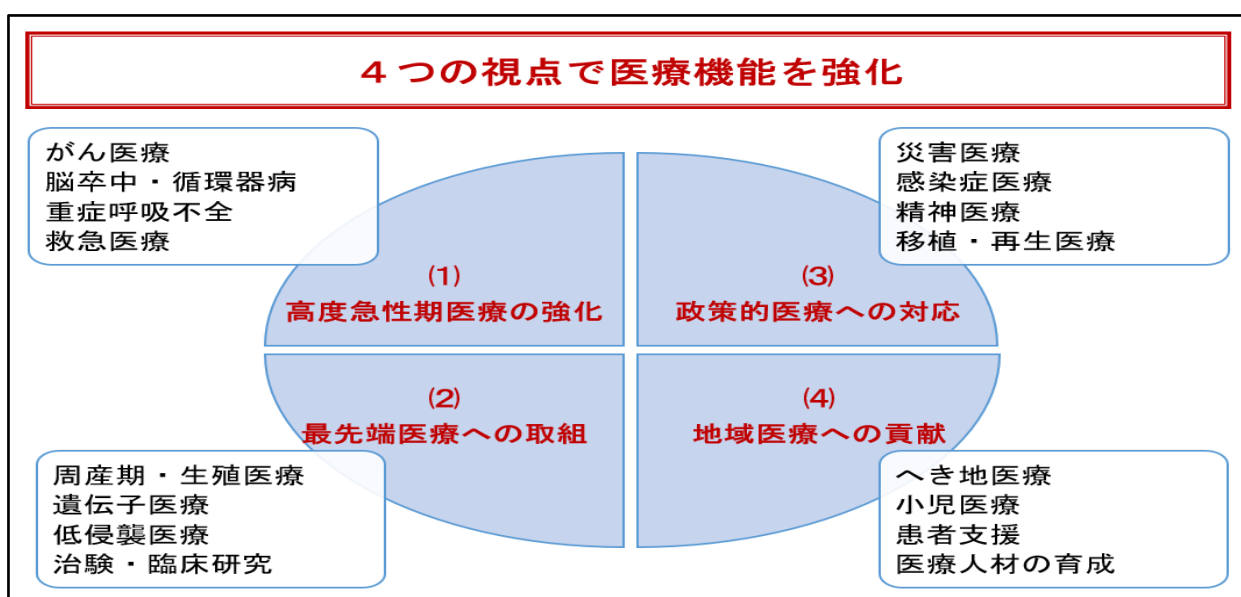 ４つの視点で医療機能を強化
がん医療
脳卒中・循環器病
重症呼吸不全
救急医療
(1)
高度急性期医療の強化
災害医療
感染症医療
精神医療
移植・再生医療
(3)
政策的医療への対応
(2)
最先端医療への取組
周産期・生殖医療
遺伝子医療
低侵襲医療
治験・臨床研究
(4)
地域医療への貢献
へき地医療
小児医療
患者支援
医療人材の育成